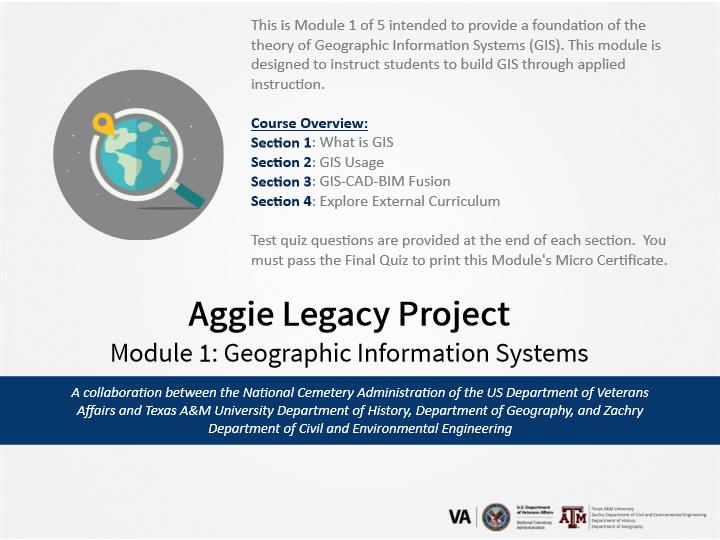 This is Module 1 of 5 intended to provide a foundation of the
theory of Geographic Information Systems (GIS). This module is
designed to instruct students to build GIS through applied
instruction.
Course Overview:
Section 1: What is GIS
Section 2: GIS Usage
Section 3: GIS-CAD-BIM Fusion
Section 4: Explore External Curriculum
Test quiz questions are provided at the end of each section.  You
must pass the Final Quiz to print this Module's Micro Certificate.
Aggie Legacy Project
Module 1: Geographic Information Systems
A collaboration between the National Cemetery Administration of the US Department of Veterans
Affairs and Texas A&M University Department of History, Department of Geography, and Zachry
Department of Civil and Environmental Engineering
VA
U.S. Department
of Veterans Affairs
National Cemetery
Administration
ATM
Texas A&M University
Zachry Department of Civil and Environmental Engineering
Department of History
Department of Geography